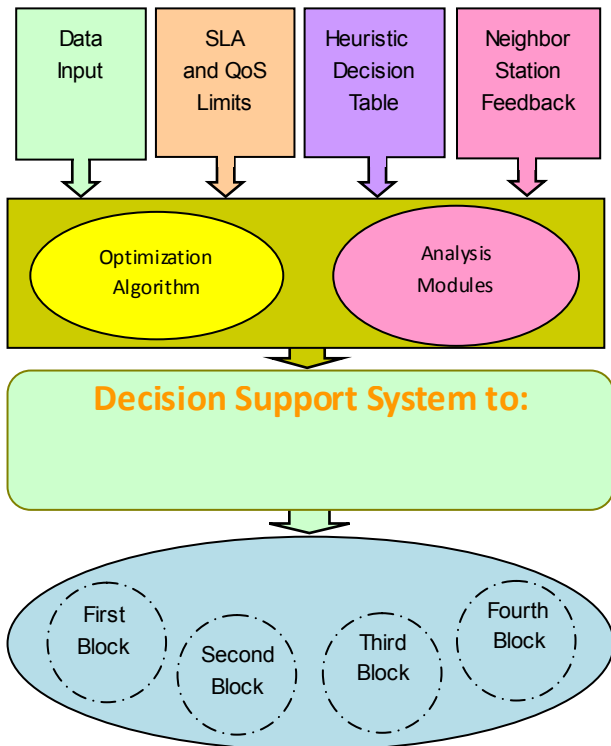 Data
Input
SLA
and QoS
Limits
Heuristic
Decision
Table
Neighbor
Station
Feedback
Optimization
Algorithm
Analysis
Modules
Decision Support System to:
First
Block
Second
Block
Third
Block
Fourth
Block